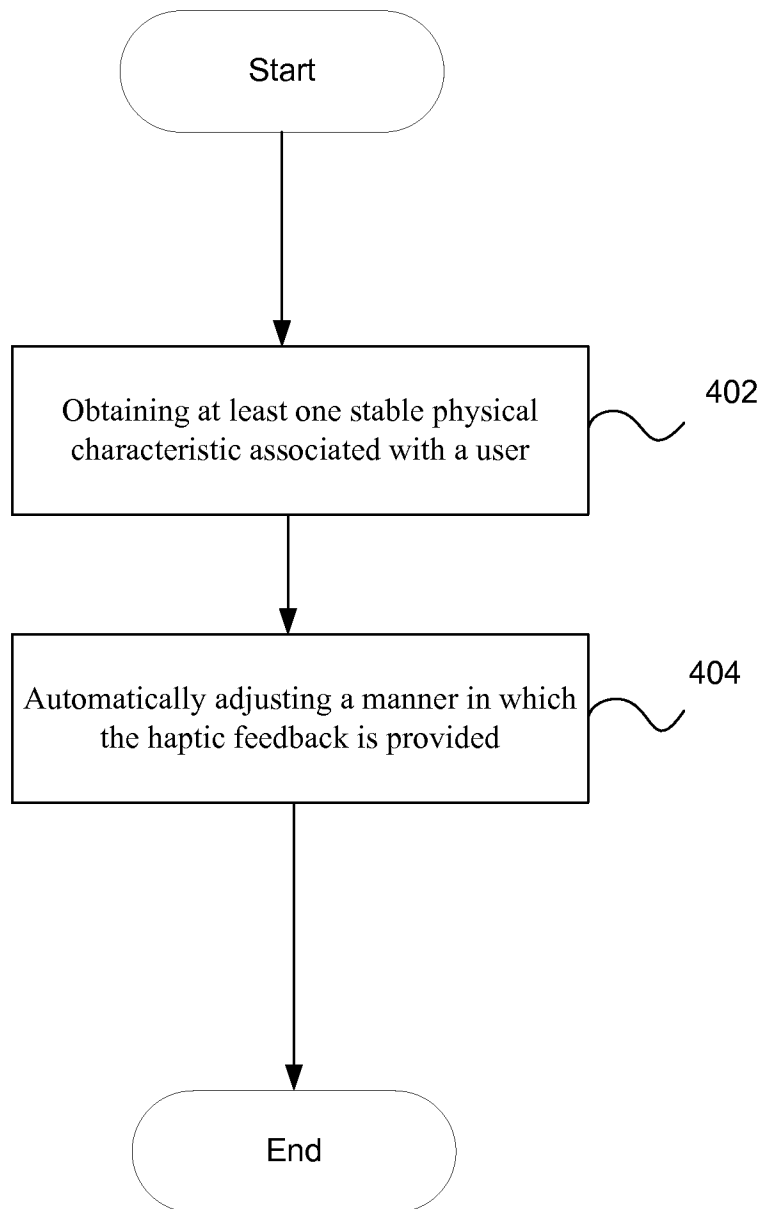 Start
Obtaining at least one stable physical
characteristic associated with a user
402
Automatically adjusting a manner in which
the haptic feedback is provided
404
End